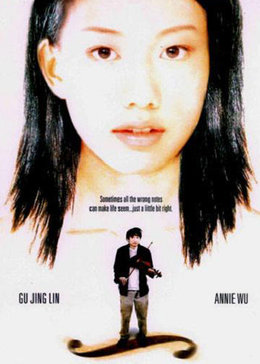 Sometimes all the wrong notes
can make life seem...just a little bit right.
GU JING LIN
ANNIE WU